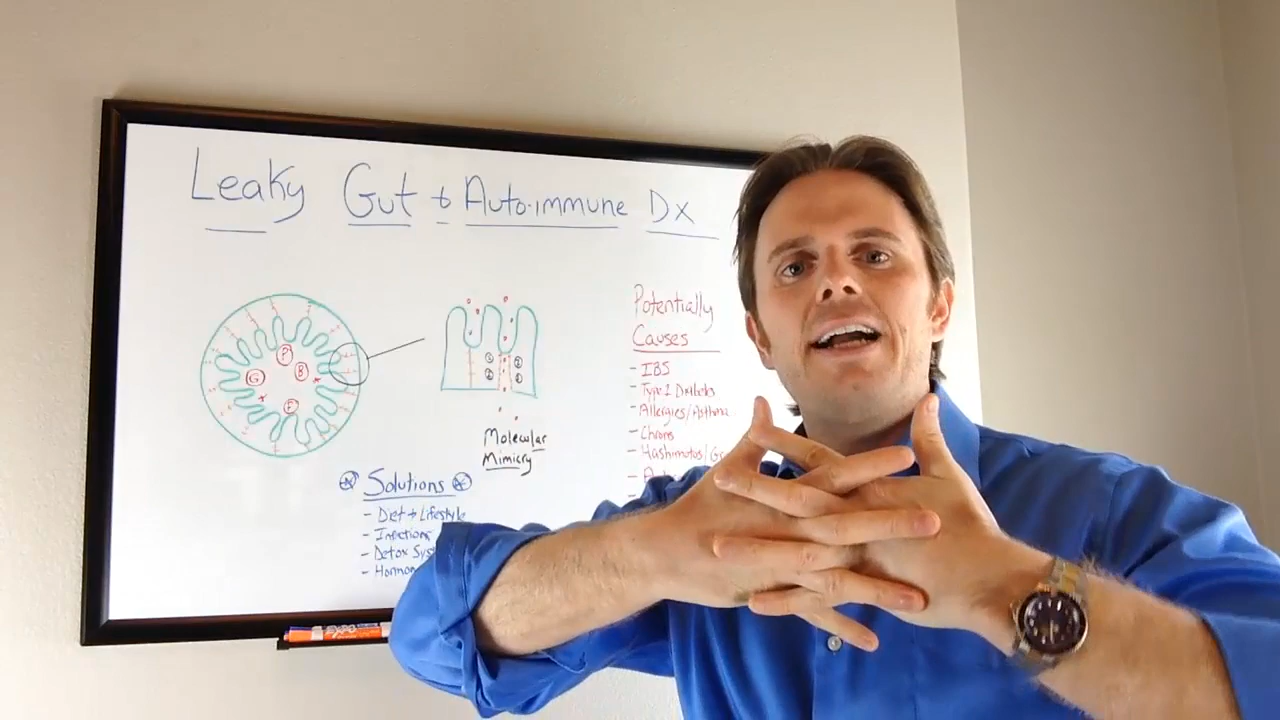 Leaky Gut to Auto-immune Dx
P
G
B
F
Molecular
Mimicry
Potentially
Causes
- IBS
- Type 1 Diabetes
- Allergies/Asthma
- Chrons
- Hashimotos/
Solutions
- Diet + Lifestyle
- Infections
- Detox
EXPO